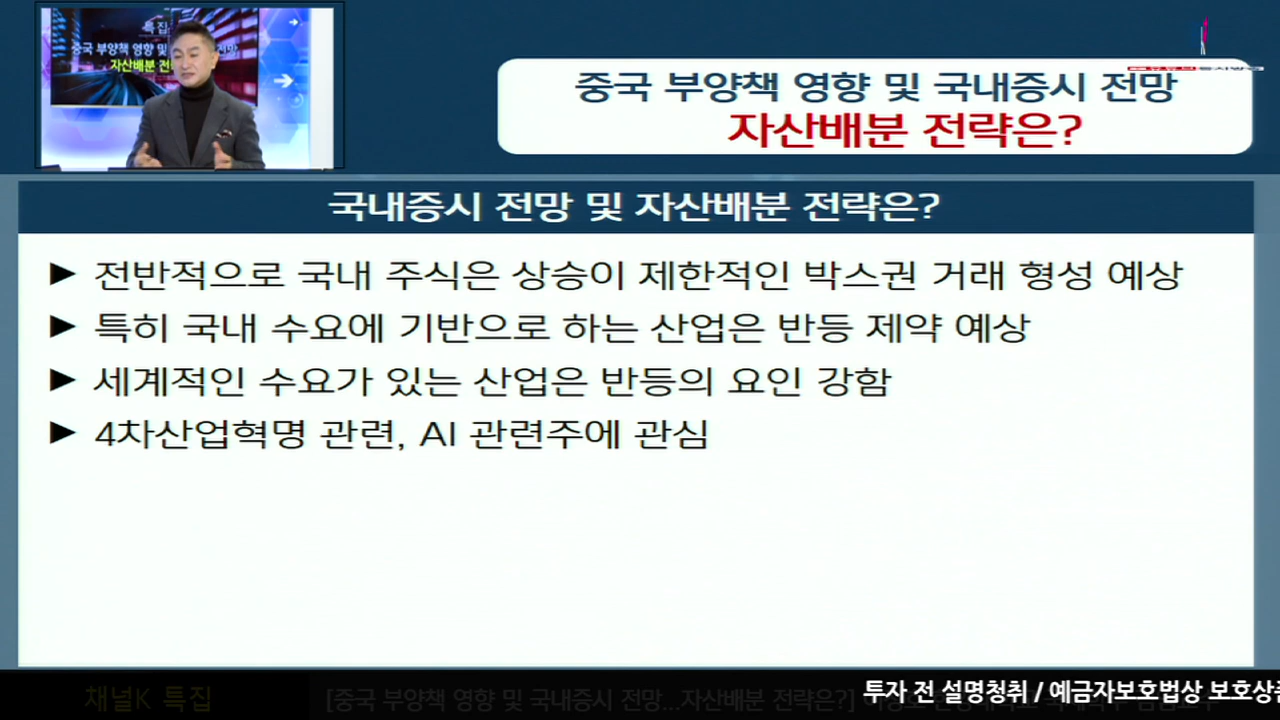 특집
중국 부양책 영향 및 전망
자산배분 전
중국 부양책 영향 및 국내증시 전망
자산배분 전략은?
국내증시 전망 및 자산배분 전략은?
▶ 전반적으로 국내 주식은 상승이 제한적인 박스권 거래 형성 예상
▶ 특히 국내 수요에 기반으로 하는 산업은 반등 제약 예상
▶ 세계적인 수요가 있는 산업은 반등의 요인 강함
▶ 4차산업혁명 관련, AI 관련주에 관심
채널K 특집
[중국 부양책 영향 및 국내증시 전망...자산배분 전략은?]
투자 전 설명청취 / 예금자보호법상 보호상